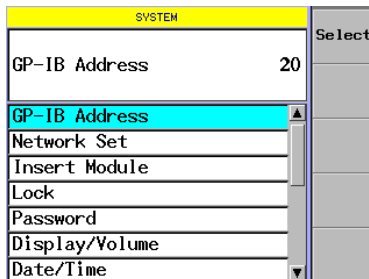 SYSTEM
Select
GP-IB Address 20
GP-IB Address
Network Set
Insert Module
Lock
Password
Display/Volume
Date/Time